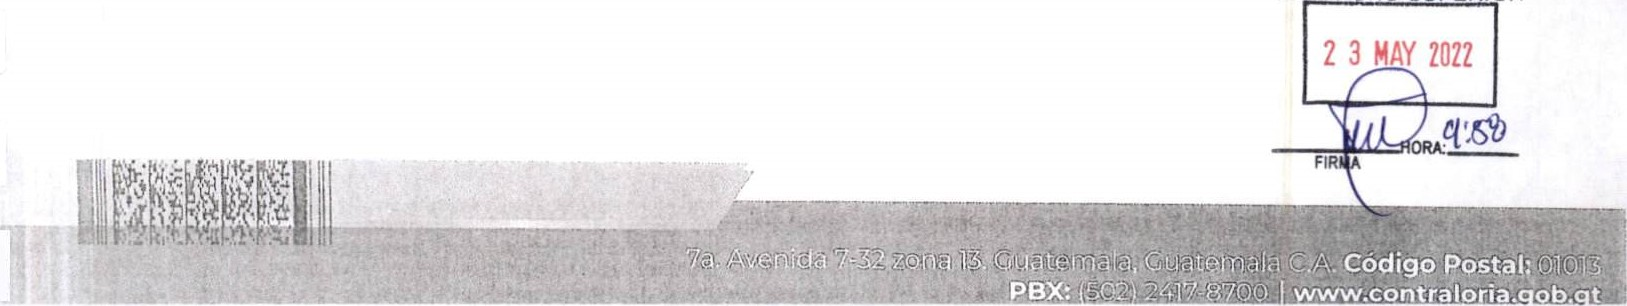 2 3 MAY 2022
HORA: 9:58
FIRMA
7a. Avenida 7-32 zona 13. Guatemala, Guatemala C.A. Código Postal: 01013
PBX: (502) 2417-8700 | www.contraloria.gob.gt